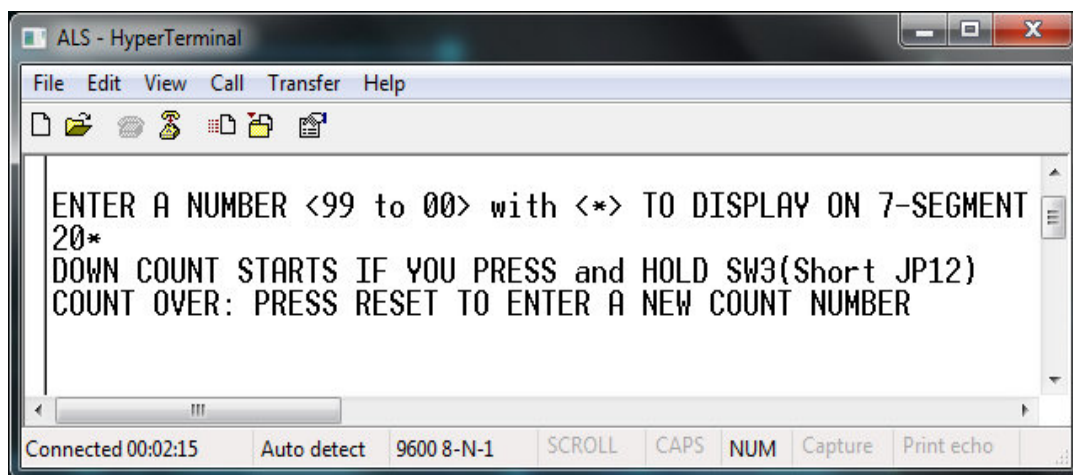 ALS - HyperTerminal
File Edit View Call Transfer Help
ENTER A NUMBER <99 to 00> with <*> TO DISPLAY ON 7-SEGMENT
20*
DOWN COUNT STARTS IF YOU PRESS and HOLD SW3(Short JP12)
COUNT OVER: PRESS RESET TO ENTER A NEW COUNT NUMBER
Connected 00:02:15 Auto detect 9600 8-N-1 SCROLL CAPS NUM Capture Print echo